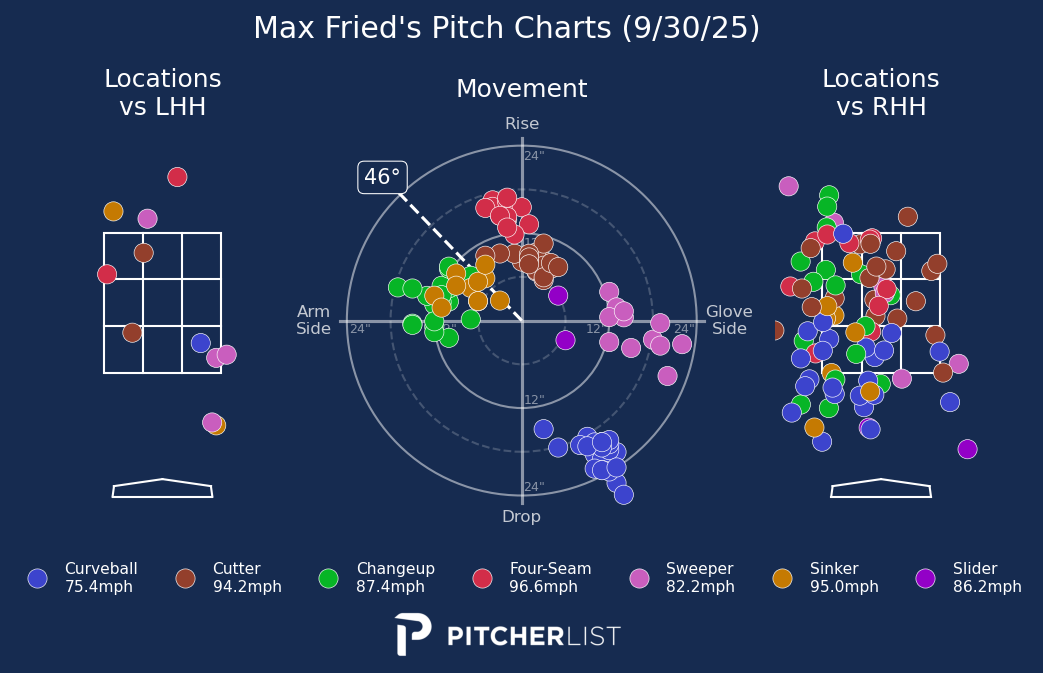 Max Fried's Pitch Charts (9/30/25)
Locations
vs LHH
Movement
Locations
vs RHH
Rise
24"
46°
Arm
Side
24"
12"
24"
Glove
Side
12"
24"
Drop
Curveball
75.4mph
Cutter
94.2mph
Changeup
87.4mph
Four-Seam
96.6mph
Sweeper
82.2mph
Sinker
95.0mph
Slider
86.2mph
PITCHERLIST